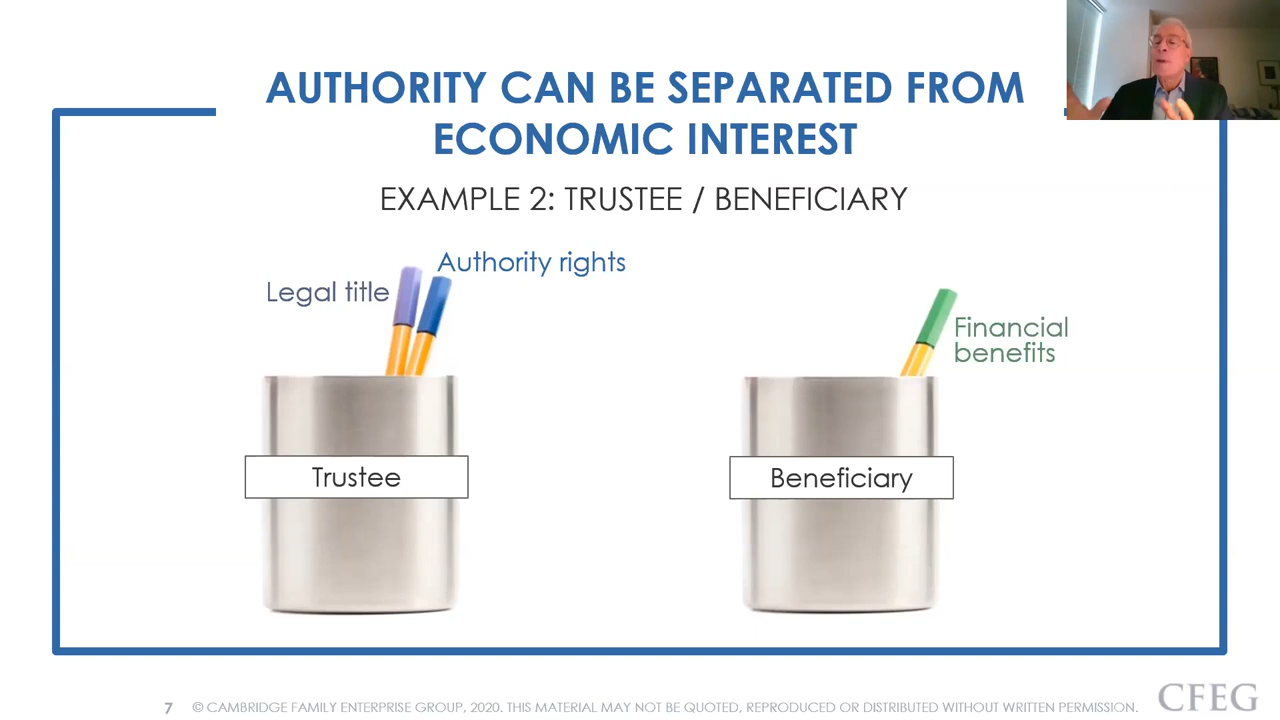 AUTHORITY CAN BE SEPARATED FROM
ECONOMIC INTEREST
EXAMPLE 2: TRUSTEE / BENEFICIARY
Authority rights
Legal title
Financial
benefits
Trustee
Beneficiary
7 © CAMBRIDGE FAMILY ENTERPRISE GROUP, 2020. THIS MATERIAL MAY NOT BE QUOTED, REPRODUCED OR DISTRIBUTED WITHOUT WRITTEN PERMISSION.
CFEG